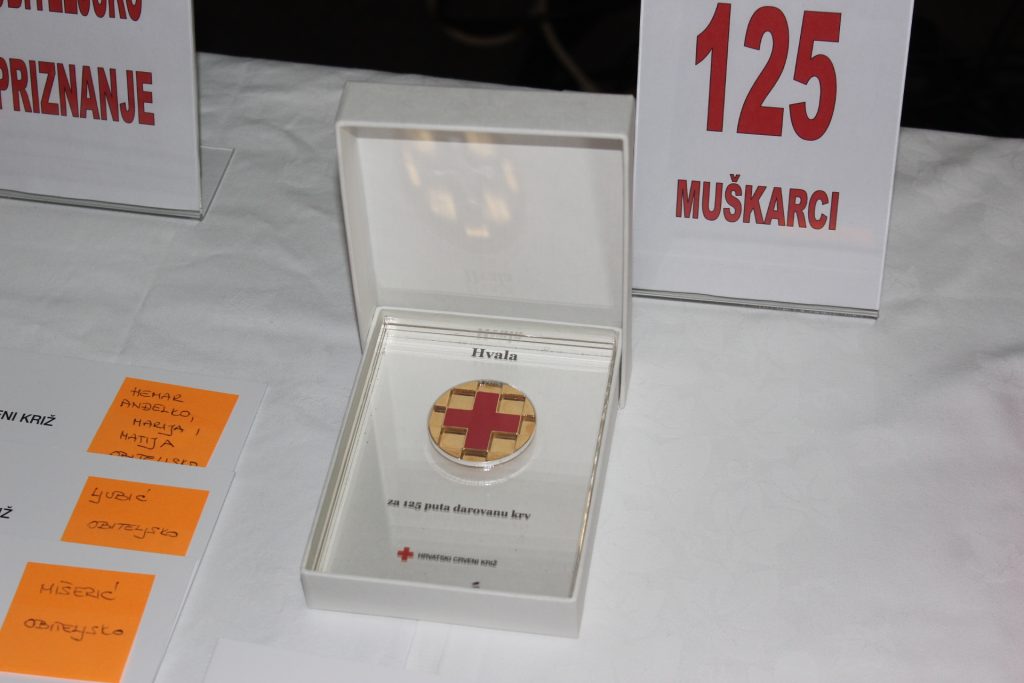 PRIZNANJE
125
MUŠKARCI
Hvala
za 125 puta darovanu krv
HRVATSKI CRVENI KRIŽ
ENI KRIŽ
HEMAR
ANĐELKO,
MARIJA I
MATIJA
OBITELJSKO
LJUBIĆ
OBITELJSKO
MIŠERIĆ
OBITELJSKO